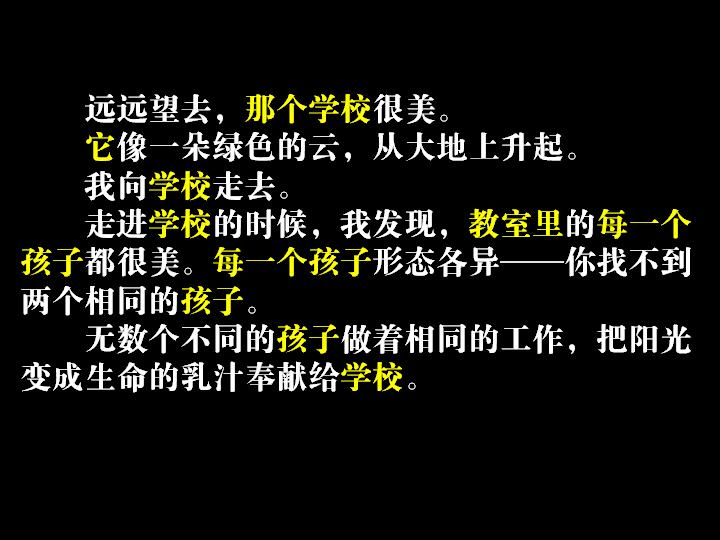 远远望去，那个学校很美。
它像一朵绿色的云，从大地上升起。
我向学校走去。
走进学校的时候，我发现，教室里的每一个
孩子都很美。每一个孩子形态各异——你找不到
两个相同的孩子。
无数个不同的孩子做着相同的工作，把阳光
变成生命的乳汁奉献给学校。